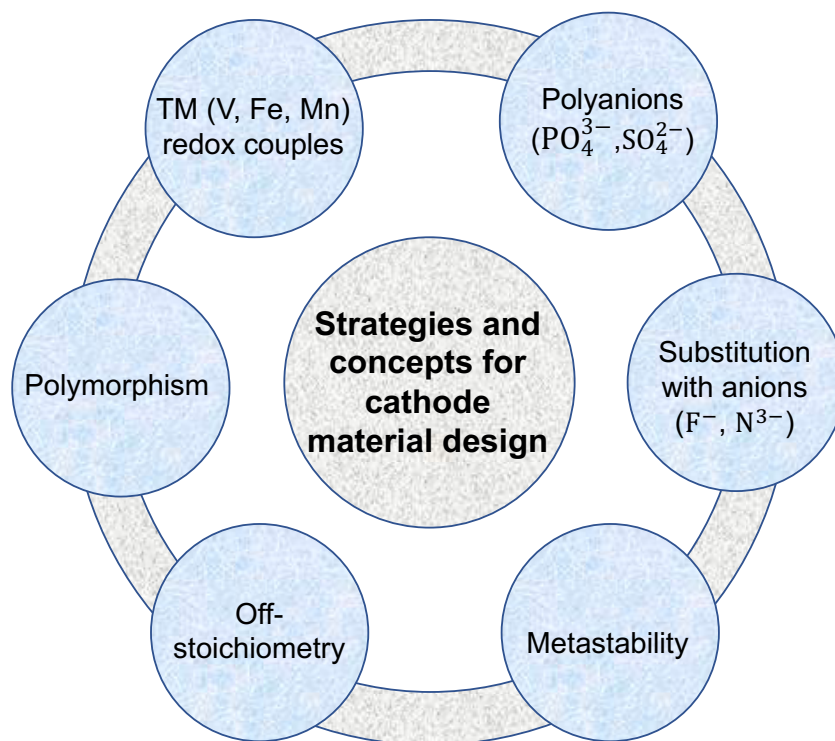 TM (V, Fe, Mn)
redox couples
Polyanions
(PO₄³⁻,SO₄²⁻)
Strategies and
concepts for
cathode
material design
Polymorphism
Substitution
with anions
(F⁻, N³⁻)
Off-
stoichiometry
Metastability